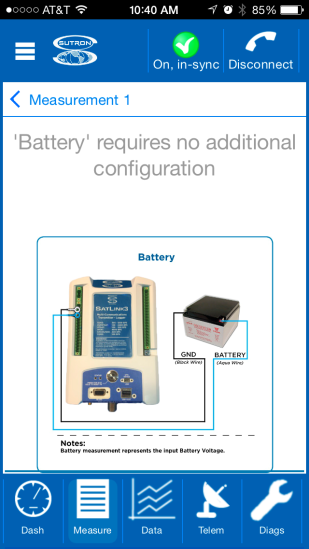 AT&T 10:40 AM 85%
SUTRON
On, in-sync Disconnect
Measurement 1
'Battery' requires no additional
configuration
Battery
SATLINK3
GND BATTERY
(Black Wire) (Aqua Wire)
Notes:
Battery measurement represents the input Battery Voltage.
Dash Measure Data Telem Diags